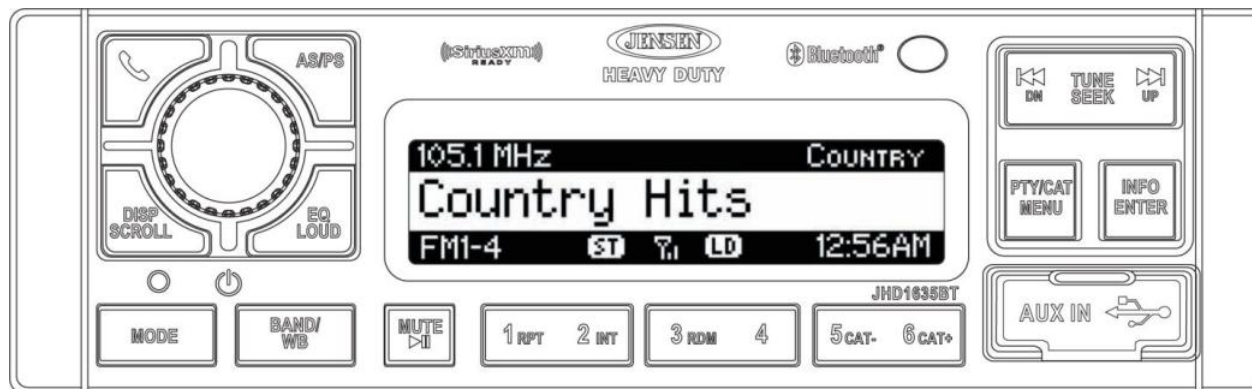 AS/PS
DISP
SCROLL
EQ
LOUD
MODE
BAND/
WB
((SiriusXM))
READY
JENSEN
HEAVY DUTY
Bluetooth®
105.1 MHz COUNTRY
Country Hits
FM1-4 ST LD 12:56AM
JHD1635BT
MUTE
1 RPT 2 INT
3 RDM 4
5 CAT- 6 CAT+
TUNE
SEEK
DN UP
PTY/CAT
MENU
INFO
ENTER
AUX IN